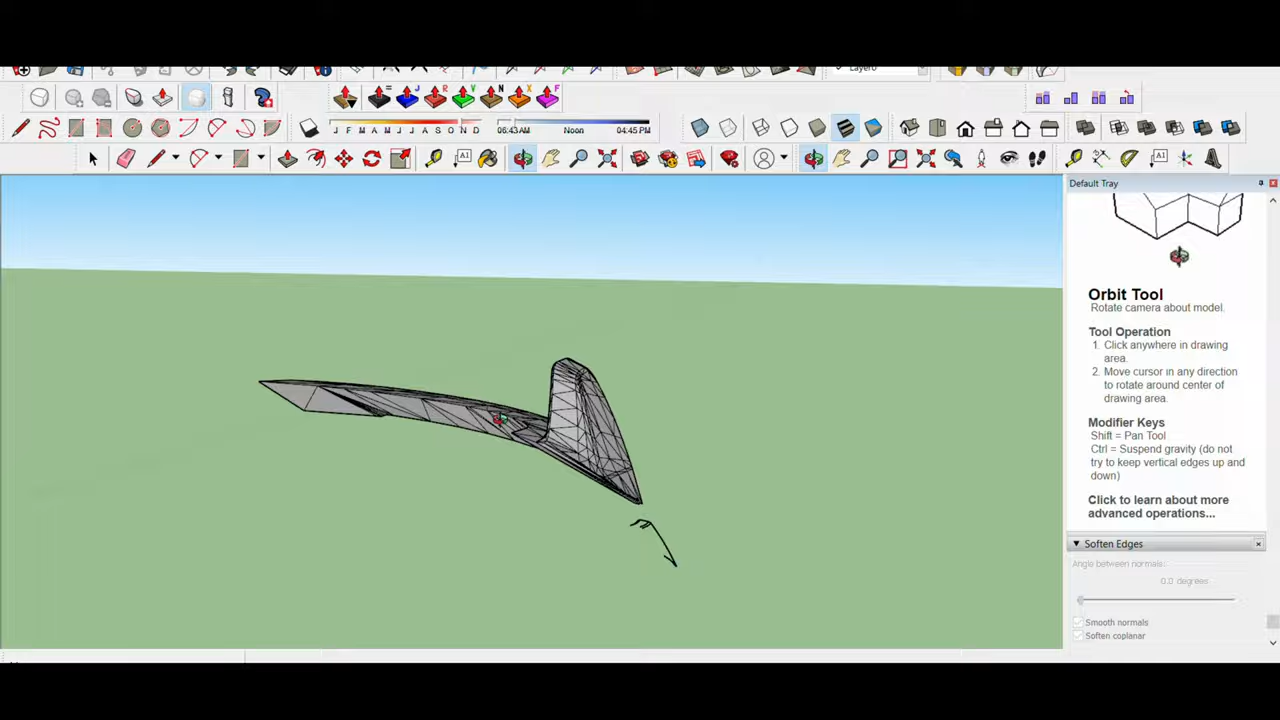 Layer0
= J R G N X F
J F M A M J J A S O N D 06:43 AM Noon 04:45 PM
AI AI
Default Tray
Orbit Tool
Rotate camera about model.
Tool Operation
1. Click anywhere in drawing
area.
2. Move cursor in any direction
to rotate around center of
drawing area.
Modifier Keys
Shift = Pan Tool
Ctrl = Suspend gravity (do not
try to keep vertical edges up and
down)
Click to learn about more
advanced operations...
Soften Edges
Angle between normals:
0.0 degrees
Smooth normals
Soften coplanar